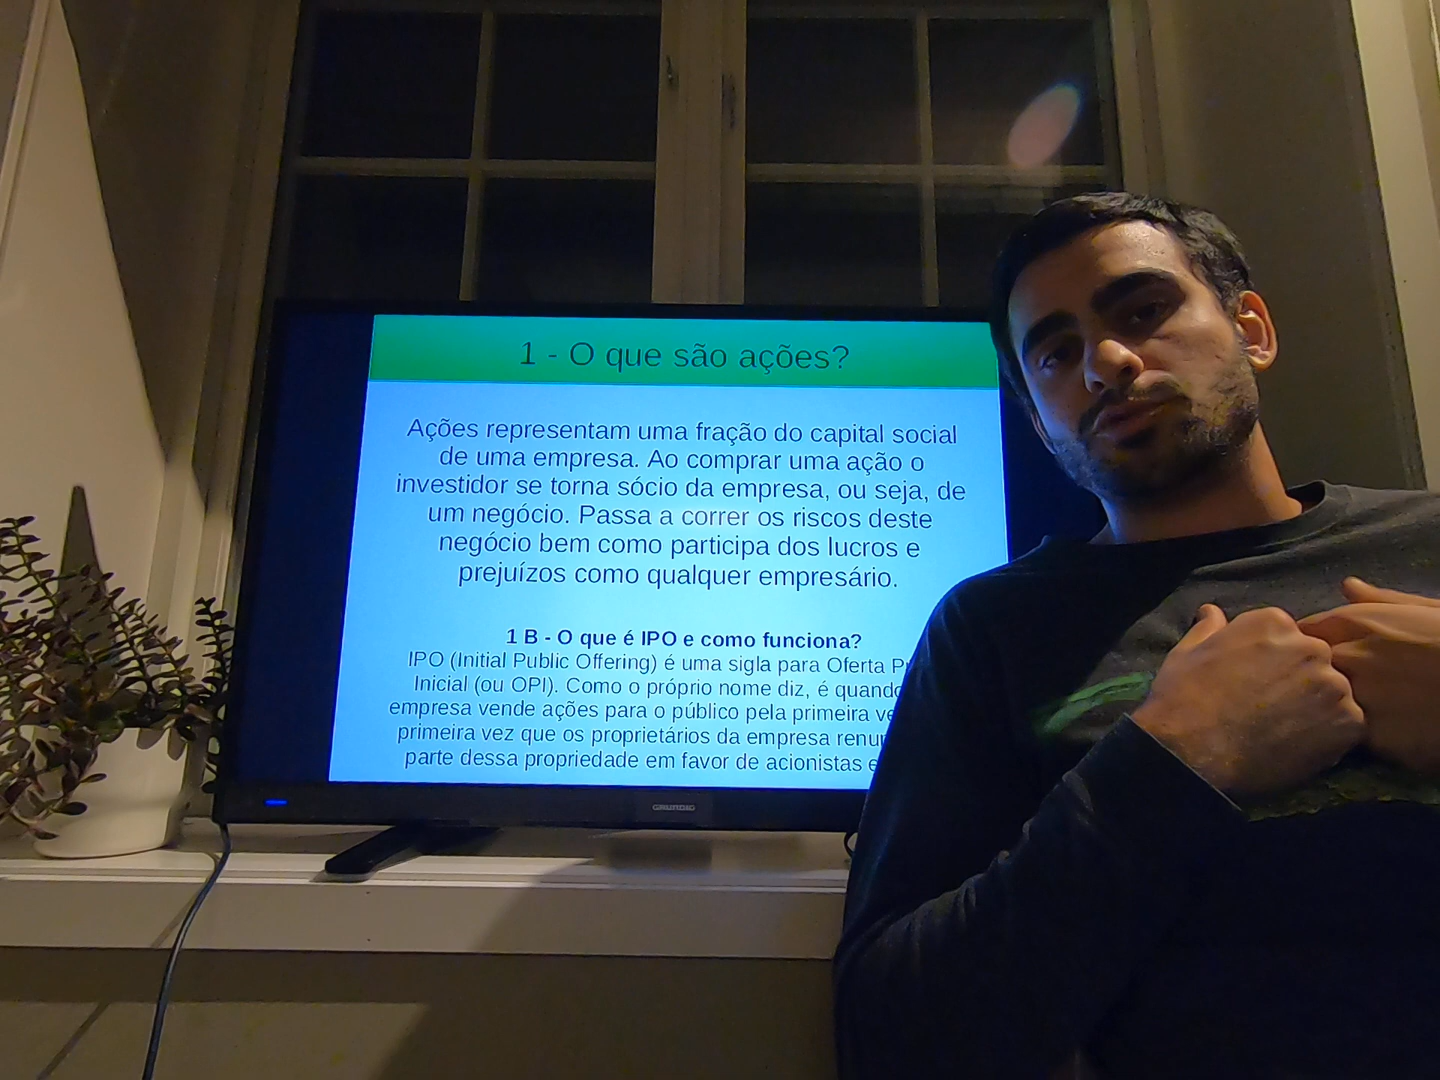 1 - O que são ações?
Ações representam uma fração do capital social
de uma empresa. Ao comprar uma ação o
investidor se torna sócio da empresa, ou seja, de
um negócio. Passa a correr os riscos deste
negócio bem como participa dos lucros e
prejuízos como qualquer empresário.
1 B - O que é IPO e como funciona?
IPO (Initial Public Offering) é uma sigla para Oferta
Inicial (ou OPI). Como o próprio nome diz, é quando
empresa vende ações para o público pela primeira
primeira vez que os proprietários da empresa
parte dessa propriedade em favor de acionistas
GRUNDIG